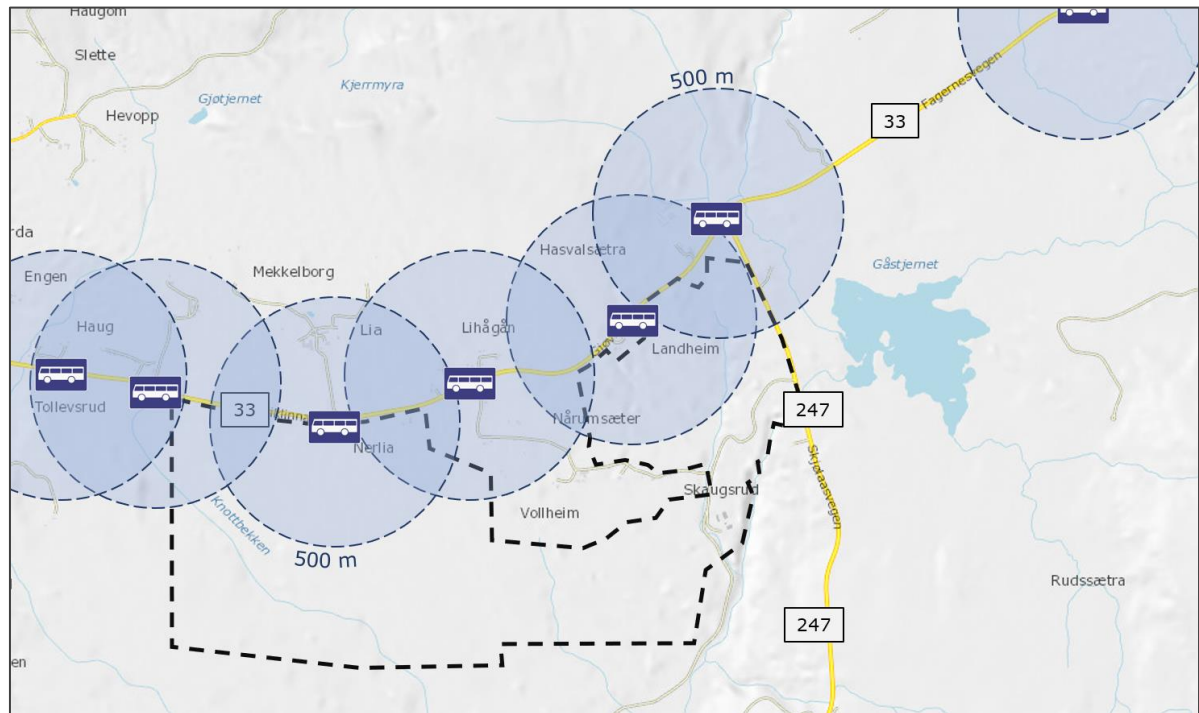 Haugom
Slette
Hevopp
Gjøtjernet
Kjerrmyra
500 m
33
Fagernesvegen
rda
Engen
Mekkelborg
Hasvalsætra
Gåstjernet
Haug
Lia
Lihågån
Landheim
Tollevsrud
33
Nårumsæter
247
Nerlia
Skjølaasvegen
Skaugsrud
Vollheim
Knottbekken
500 m
Rudssætra
247
en